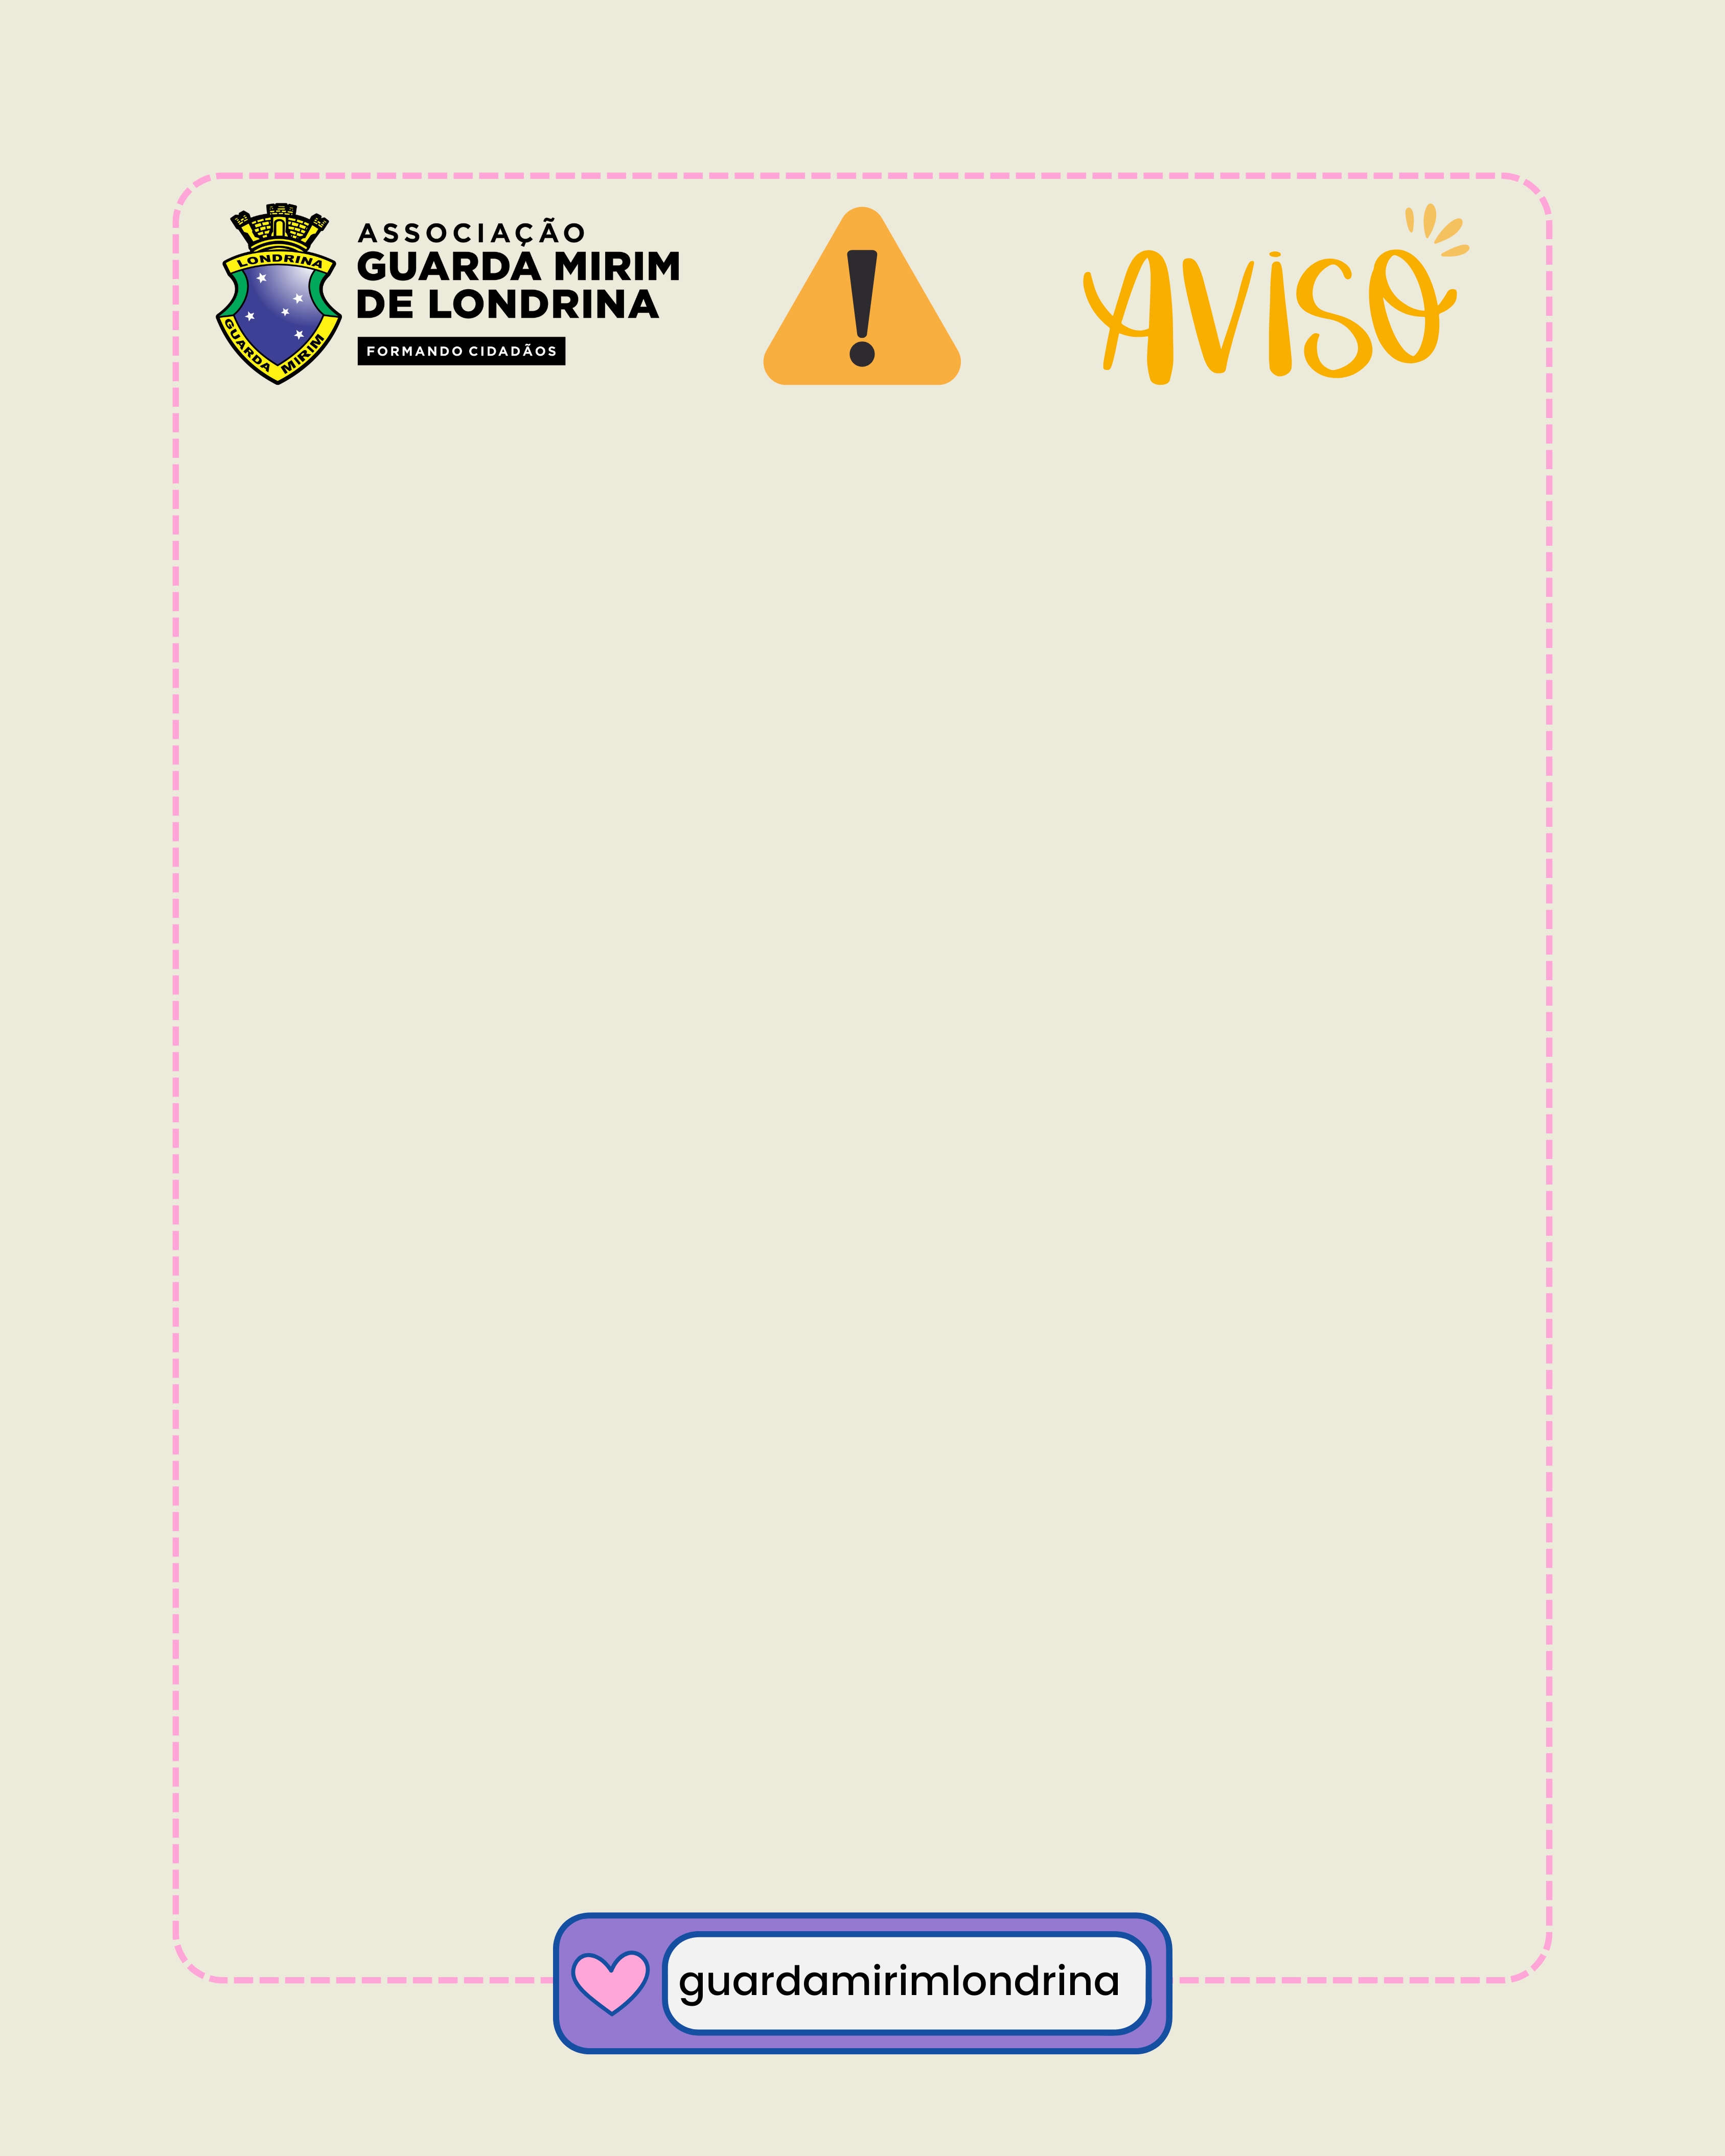 LONDRINA
GUARDA MIRIM
ASSOCIAÇÃO
GUARDA MIRIM
DE LONDRINA
FORMANDO CIDADÃOS
AViSO
guardamirimlondrina